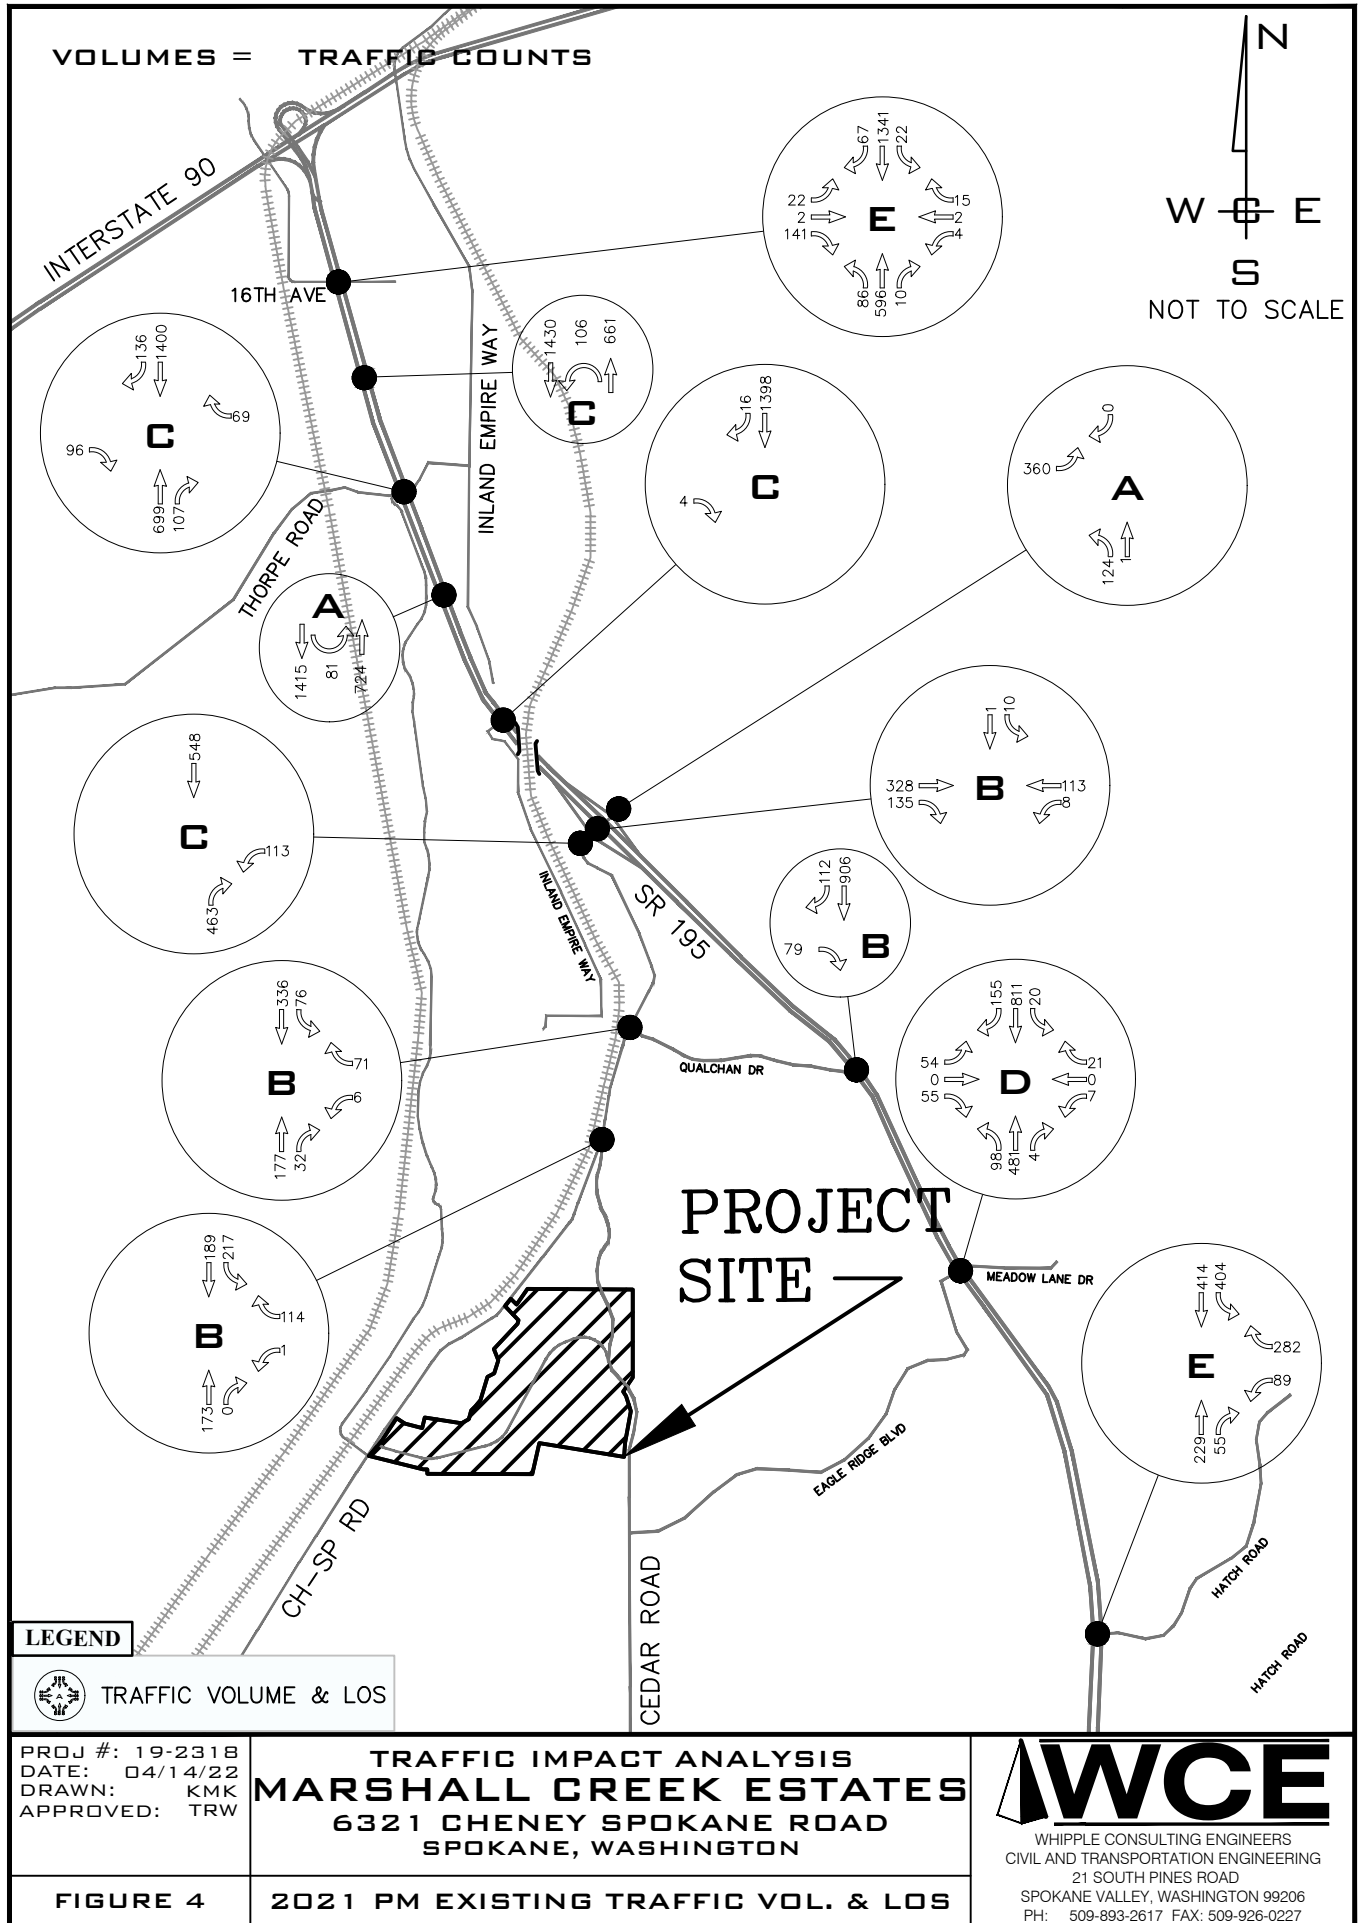 VOLUMES = TRAFFIC COUNTS
N
W C E
S
NOT TO SCALE
INTERSTATE 90
16TH AVE
INLAND EMPIRE WAY
THORPE ROAD
67
1341
22
22
2
141
E
15
2
4
86
596
10
136
1400
69
C
96
699
107
1430
106
661
C
16
1398
C
4
0
360
A
124
1
A
1415
81
724
548
C
113
463
1
10
328
135
B
113
8
INLAND EMPIRE WAY
SR 195
112
906
79
B
336
76
71
B
6
177
32
QUALCHAN DR
155
811
20
54
0
55
D
21
0
7
98
481
4
189
217
114
B
1
173
0
PROJECT
SITE
MEADOW LANE DR
414
404
282
E
89
229
55
EAGLE RIDGE BLVD
HATCH ROAD
HATCH ROAD
CH-SP RD
CEDAR ROAD
LEGEND
A
TRAFFIC VOLUME & LOS
PROJ #: 19-2318
DATE: 04/14/22
DRAWN: KMK
APPROVED: TRW
FIGURE 4
TRAFFIC IMPACT ANALYSIS
MARSHALL CREEK ESTATES
6321 CHENEY SPOKANE ROAD
SPOKANE, WASHINGTON
2021 PM EXISTING TRAFFIC VOL. & LOS
WCE
WHIPPLE CONSULTING ENGINEERS
CIVIL AND TRANSPORTATION ENGINEERING
21 SOUTH PINES ROAD
SPOKANE VALLEY, WASHINGTON 99206
PH: 509-893-2617 FAX: 509-926-0227